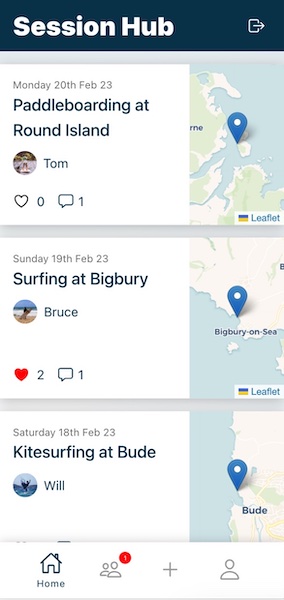 Session Hub
Monday 20th Feb 23
Paddleboarding at
Round Island
Tom
0
1
rne
Leaflet
Sunday 19th Feb 23
Surfing at Bigbury
Bruce
2
1
Bigbury-on-Sea
Leaflet
Saturday 18th Feb 23
Kitesurfing at Bude
Will
Bude
1
Home